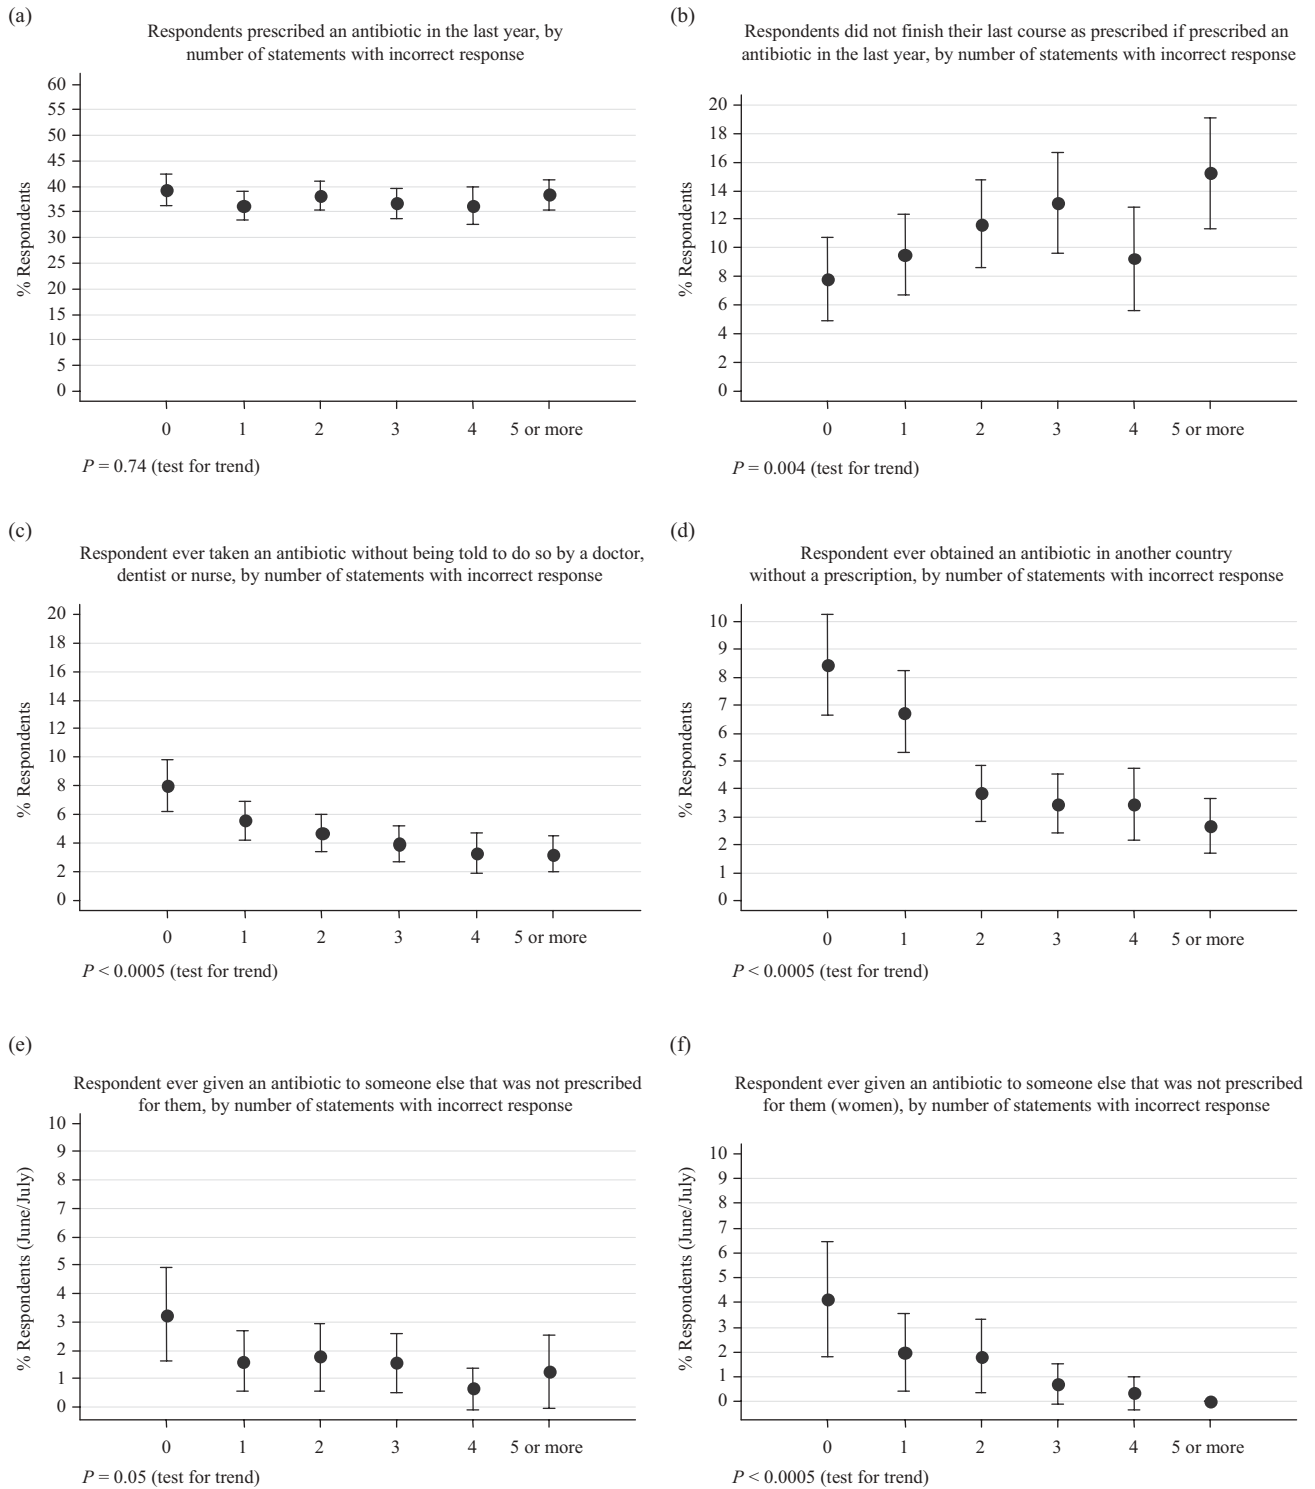 (a)
Respondents prescribed an antibiotic in the last year, by
number of statements with incorrect response
% Respondents
60
55
50
45
40
35
30
25
20
15
10
5
0
0 1 2 3 4 5 or more
P = 0.74 (test for trend)
(b)
Respondents did not finish their last course as prescribed if prescribed an
antibiotic in the last year, by number of statements with incorrect response
% Respondents
20
18
16
14
12
10
8
6
4
2
0
0 1 2 3 4 5 or more
P = 0.004 (test for trend)
(c)
Respondent ever taken an antibiotic without being told to do so by a doctor,
dentist or nurse, by number of statements with incorrect response
% Respondents
20
18
16
14
12
10
8
6
4
2
0
0 1 2 3 4 5 or more
P < 0.0005 (test for trend)
(d)
Respondent ever obtained an antibiotic in another country
without a prescription, by number of statements with incorrect response
% Respondents
10
9
8
7
6
5
4
3
2
1
0
0 1 2 3 4 5 or more
P < 0.0005 (test for trend)
(e)
Respondent ever given an antibiotic to someone else that was not prescribed
for them, by number of statements with incorrect response
% Respondents (June/July)
10
9
8
7
6
5
4
3
2
1
0
0 1 2 3 4 5 or more
P = 0.05 (test for trend)
(f)
Respondent ever given an antibiotic to someone else that was not prescribed
for them (women), by number of statements with incorrect response
% Respondents (June/July)
10
9
8
7
6
5
4
3
2
1
0
0 1 2 3 4 5 or more
P < 0.0005 (test for trend)